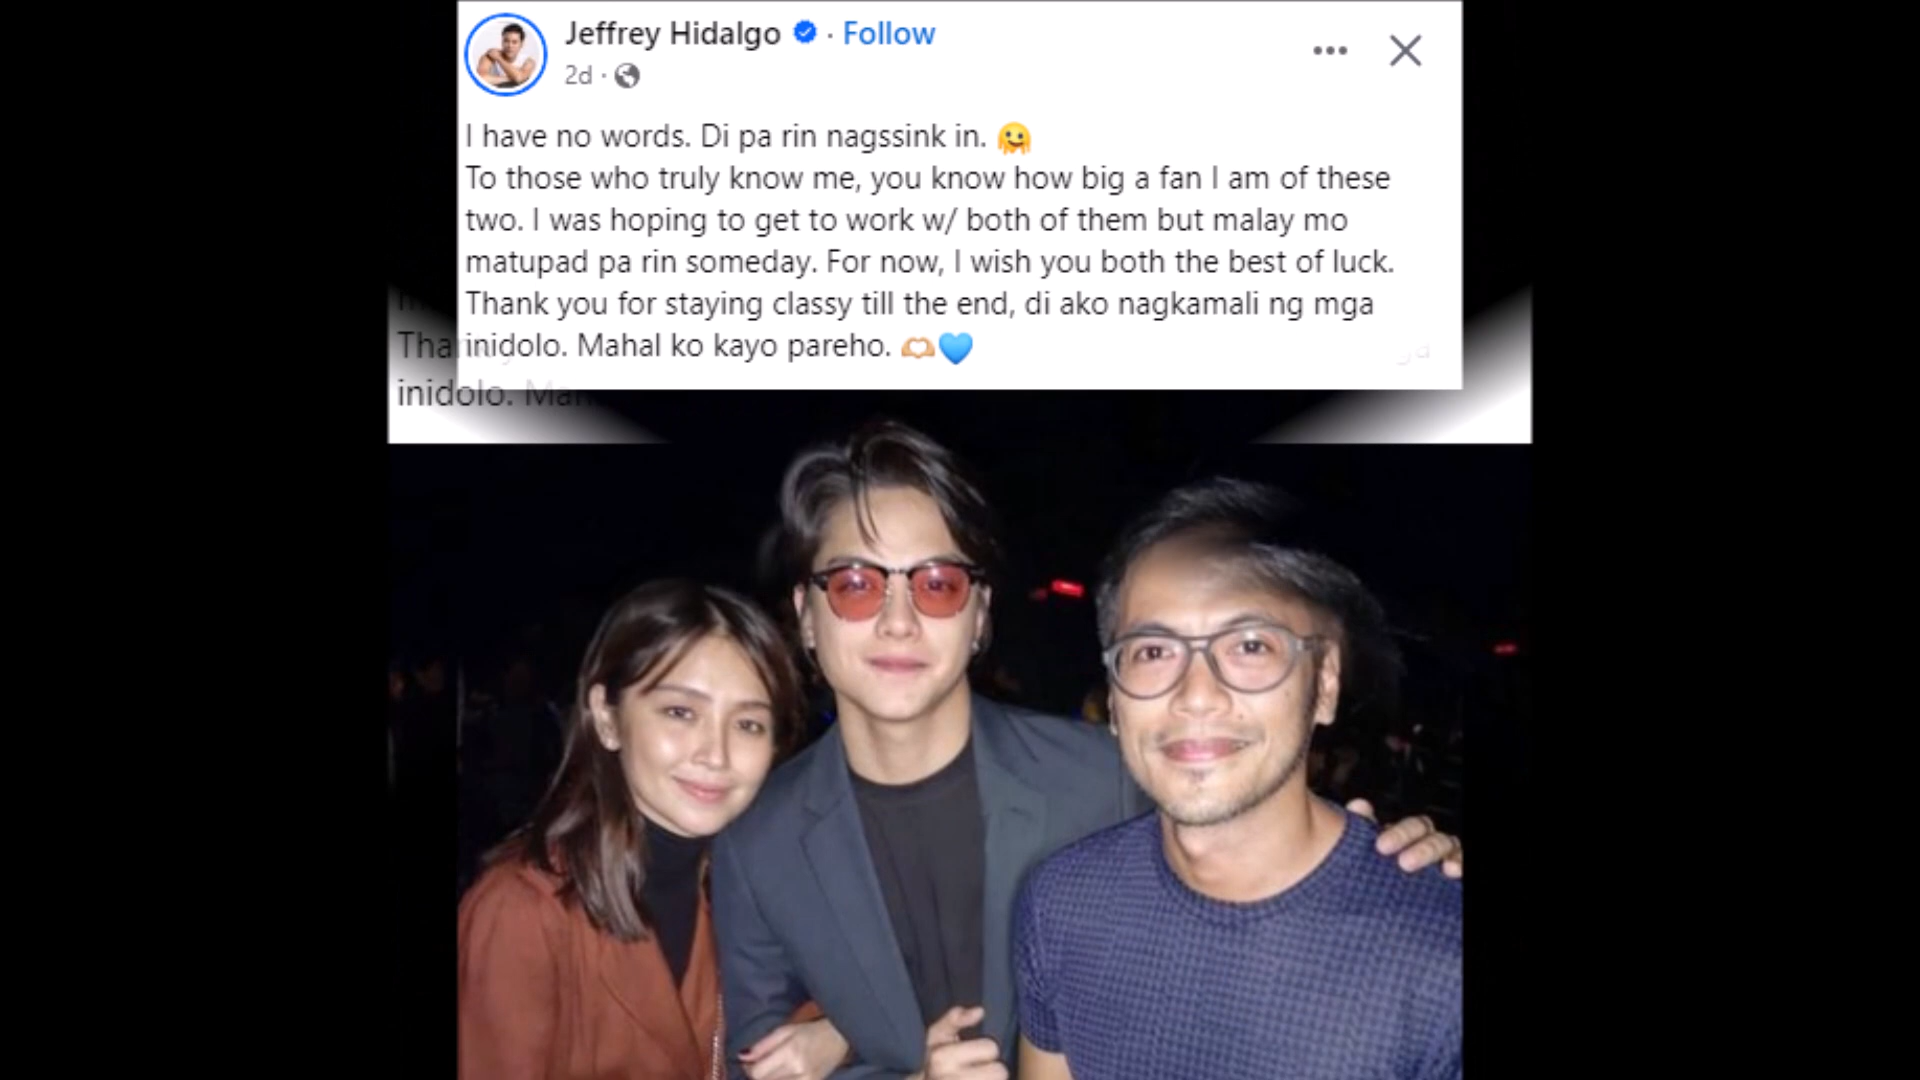 Jeffrey Hidalgo · Follow
2d ·
I have no words. Di pa rin nagssink in. 🫠
To those who truly know me, you know how big a fan I am of these
two. I was hoping to get to work w/ both of them but malay mo
matupad pa rin someday. For now, I wish you both the best of luck.
Thank you for staying classy till the end, di ako nagkamali ng mga
inidolo. Mahal ko kayo pareho. 🫶🏼🩵
inidolo.